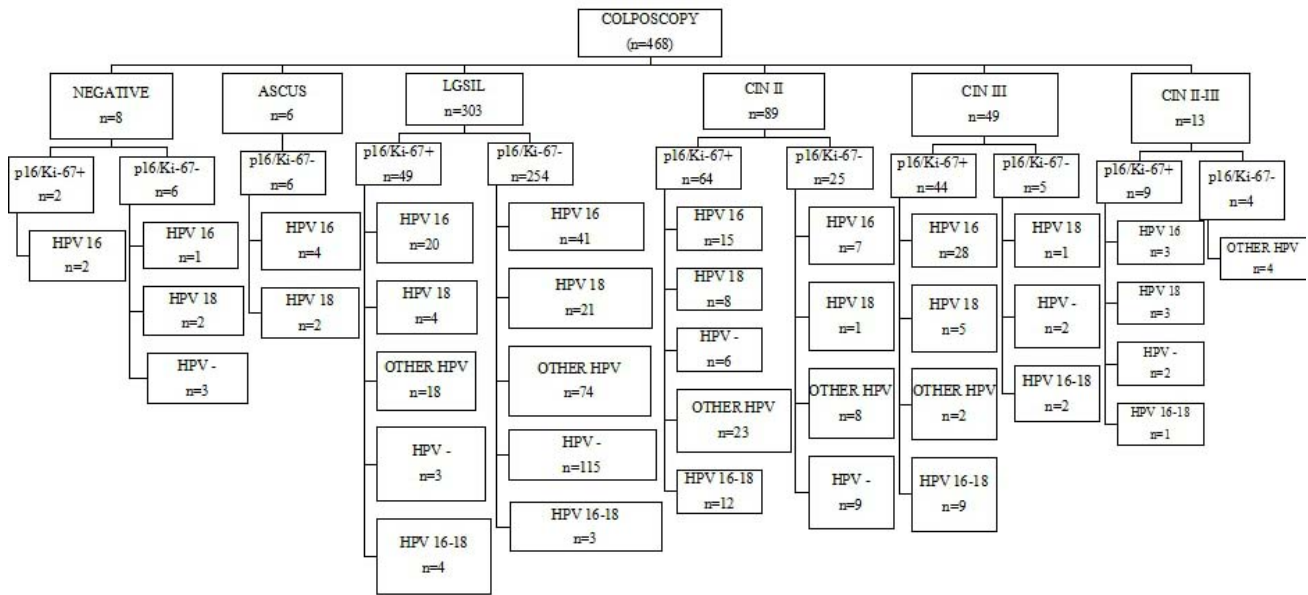 COLPOSCOPY
(n=468)
NEGATIVE
n=8
p16/Ki-67+
n=2
HPV 16
n=2
p16/Ki-67-
n=6
HPV 16
n=1
HPV 18
n=2
HPV -
n=3
ASCUS
n=6
p16/Ki-67-
n=6
HPV 16
n=4
HPV 18
n=2
LGSIL
n=303
p16/Ki-67+
n=49
HPV 16
n=20
HPV 18
n=4
OTHER HPV
n=18
HPV -
n=3
HPV 16-18
n=4
p16/Ki-67-
n=254
HPV 16
n=41
HPV 18
n=21
OTHER HPV
n=74
HPV -
n=115
HPV 16-18
n=3
CIN II
n=89
p16/Ki-67+
n=64
HPV 16
n=15
HPV 18
n=8
HPV -
n=6
OTHER HPV
n=23
HPV 16-18
n=12
p16/Ki-67-
n=25
HPV 16
n=7
HPV 18
n=1
OTHER HPV
n=8
HPV -
n=9
CIN III
n=49
p16/Ki-67+
n=44
HPV 16
n=28
HPV 18
n=5
OTHER HPV
n=2
HPV 16-18
n=9
p16/Ki-67-
n=5
HPV 18
n=1
HPV -
n=2
HPV 16-18
n=2
CIN II-III
n=13
p16/Ki-67+
n=9
HPV 16
n=3
HPV 18
n=3
HPV -
n=2
HPV 16-18
n=1
p16/Ki-67-
n=4
OTHER HPV
n=4